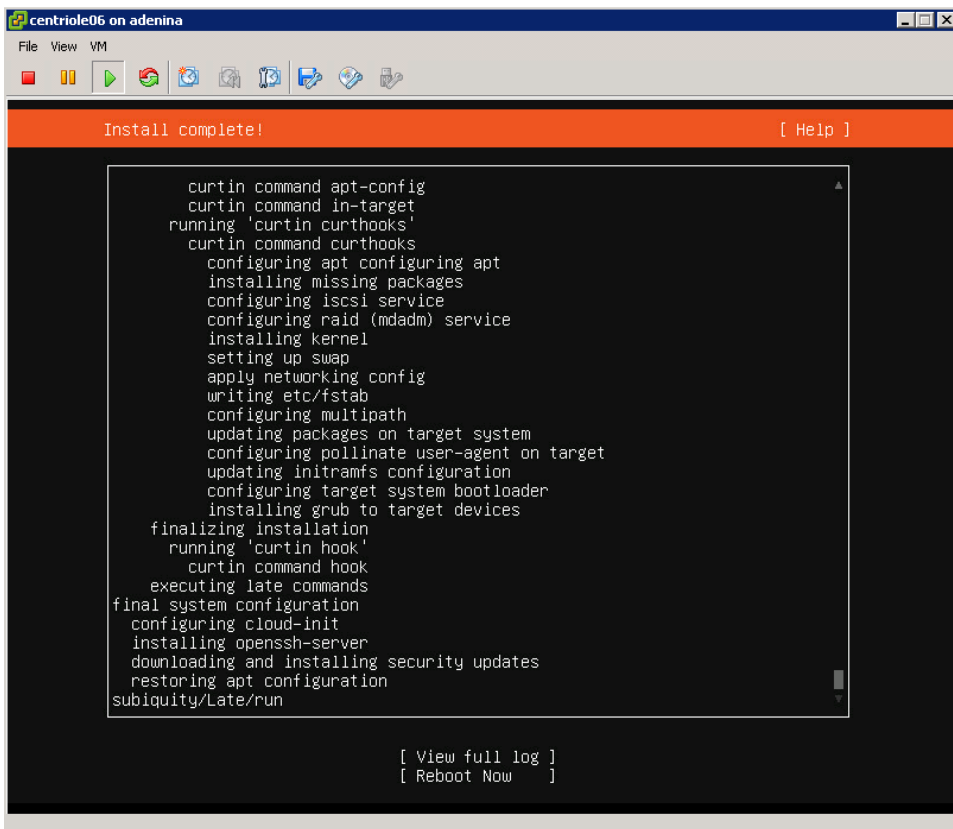 centriole06 on adenina
File View VM
Install complete! [ Help ]
curtin command apt-config
curtin command in-target
running 'curtin curthooks'
curtin command curthooks
configuring apt configuring apt
installing missing packages
configuring iscsi service
configuring raid (mdadm) service
installing kernel
setting up swap
apply networking config
writing etc/fstab
configuring multipath
updating packages on target system
configuring pollinate user-agent on target
updating initramfs configuration
configuring target system bootloader
installing grub to target devices
finalizing installation
running 'curtin hook'
curtin command hook
executing late commands
final system configuration
configuring cloud-init
installing openssh-server
downloading and installing security updates
restoring apt configuration
subiquity/Late/run
[ View full log ]
[ Reboot Now ]